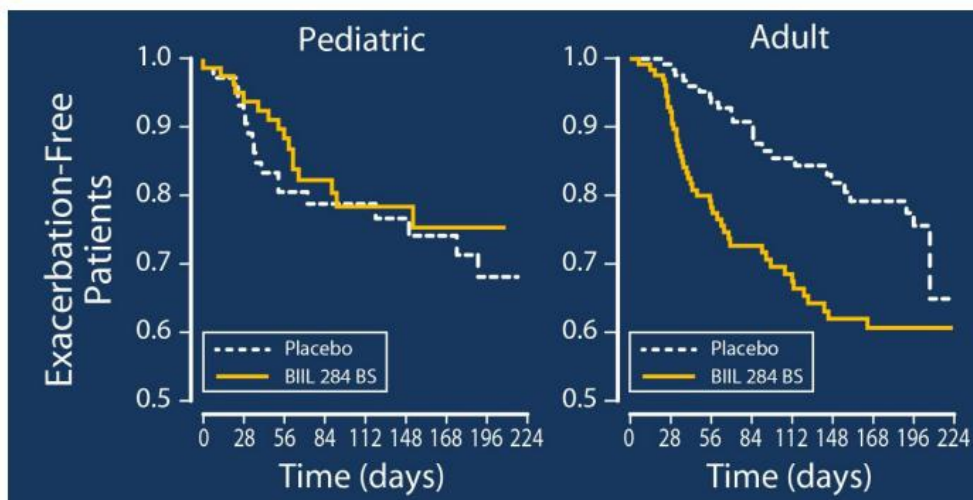 Pediatric
Exacerbation-Free
Patients
1.0
0.9
0.8
0.7
0.6
0.5
Placebo
BIIL 284 BS
0 28 56 84 112 148 168 196 224
Time (days)
Adult
1.0
0.9
0.8
0.7
0.6
0.5
Placebo
BIIL 284 BS
0 28 56 84 112 148 168 196 224
Time (days)